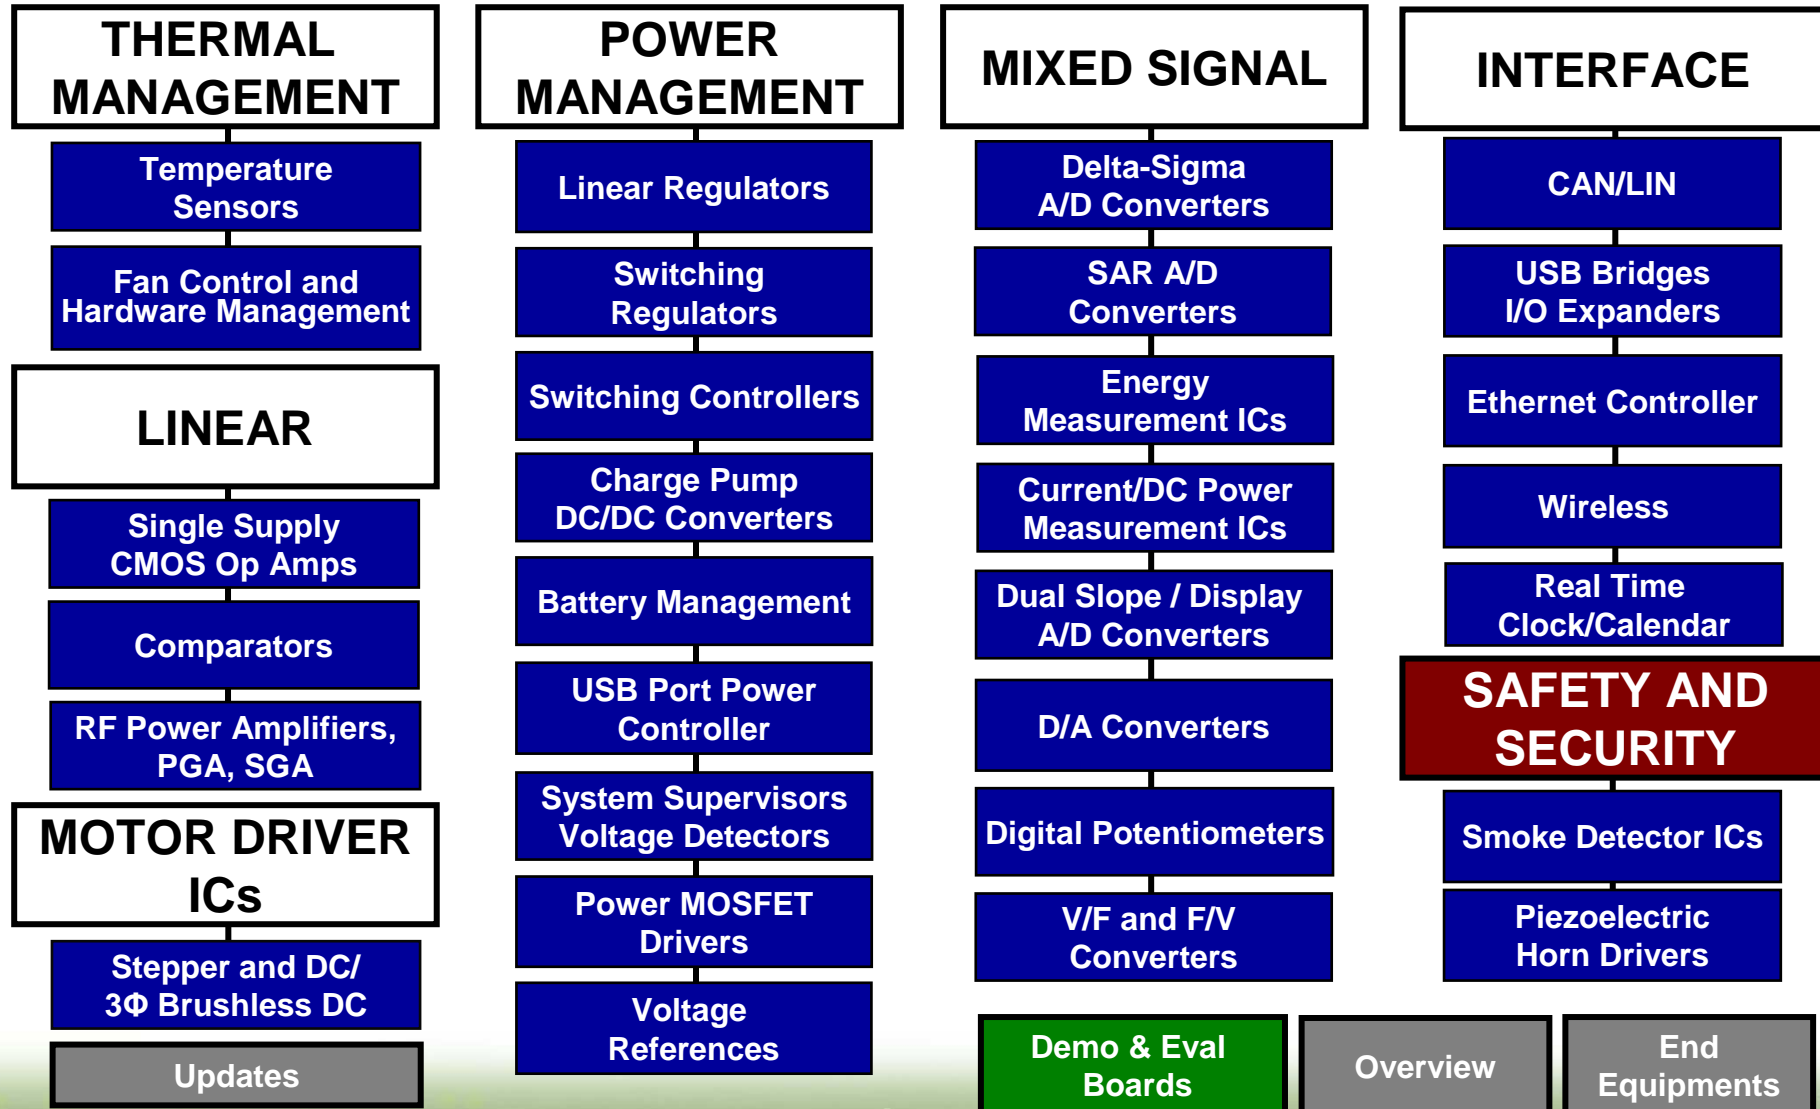 THERMAL
MANAGEMENT
Temperature
Sensors
Fan Control and
Hardware Management
LINEAR
Single Supply
CMOS Op Amps
Comparators
RF Power Amplifiers,
PGA, SGA
MOTOR DRIVER
ICs
Stepper and DC/
3Φ Brushless DC
Updates
POWER
MANAGEMENT
Linear Regulators
Switching
Regulators
Switching Controllers
Charge Pump
DC/DC Converters
Battery Management
USB Port Power
Controller
System Supervisors
Voltage Detectors
Power MOSFET
Drivers
Voltage
References
MIXED SIGNAL
Delta-Sigma
A/D Converters
SAR A/D
Converters
Energy
Measurement ICs
Current/DC Power
Measurement ICs
Dual Slope / Display
A/D Converters
D/A Converters
Digital Potentiometers
V/F and F/V
Converters
Demo & Eval
Boards
INTERFACE
CAN/LIN
USB Bridges
I/O Expanders
Ethernet Controller
Wireless
Real Time
Clock/Calendar
SAFETY AND
SECURITY
Smoke Detector ICs
Piezoelectric
Horn Drivers
Overview
End
Equipments